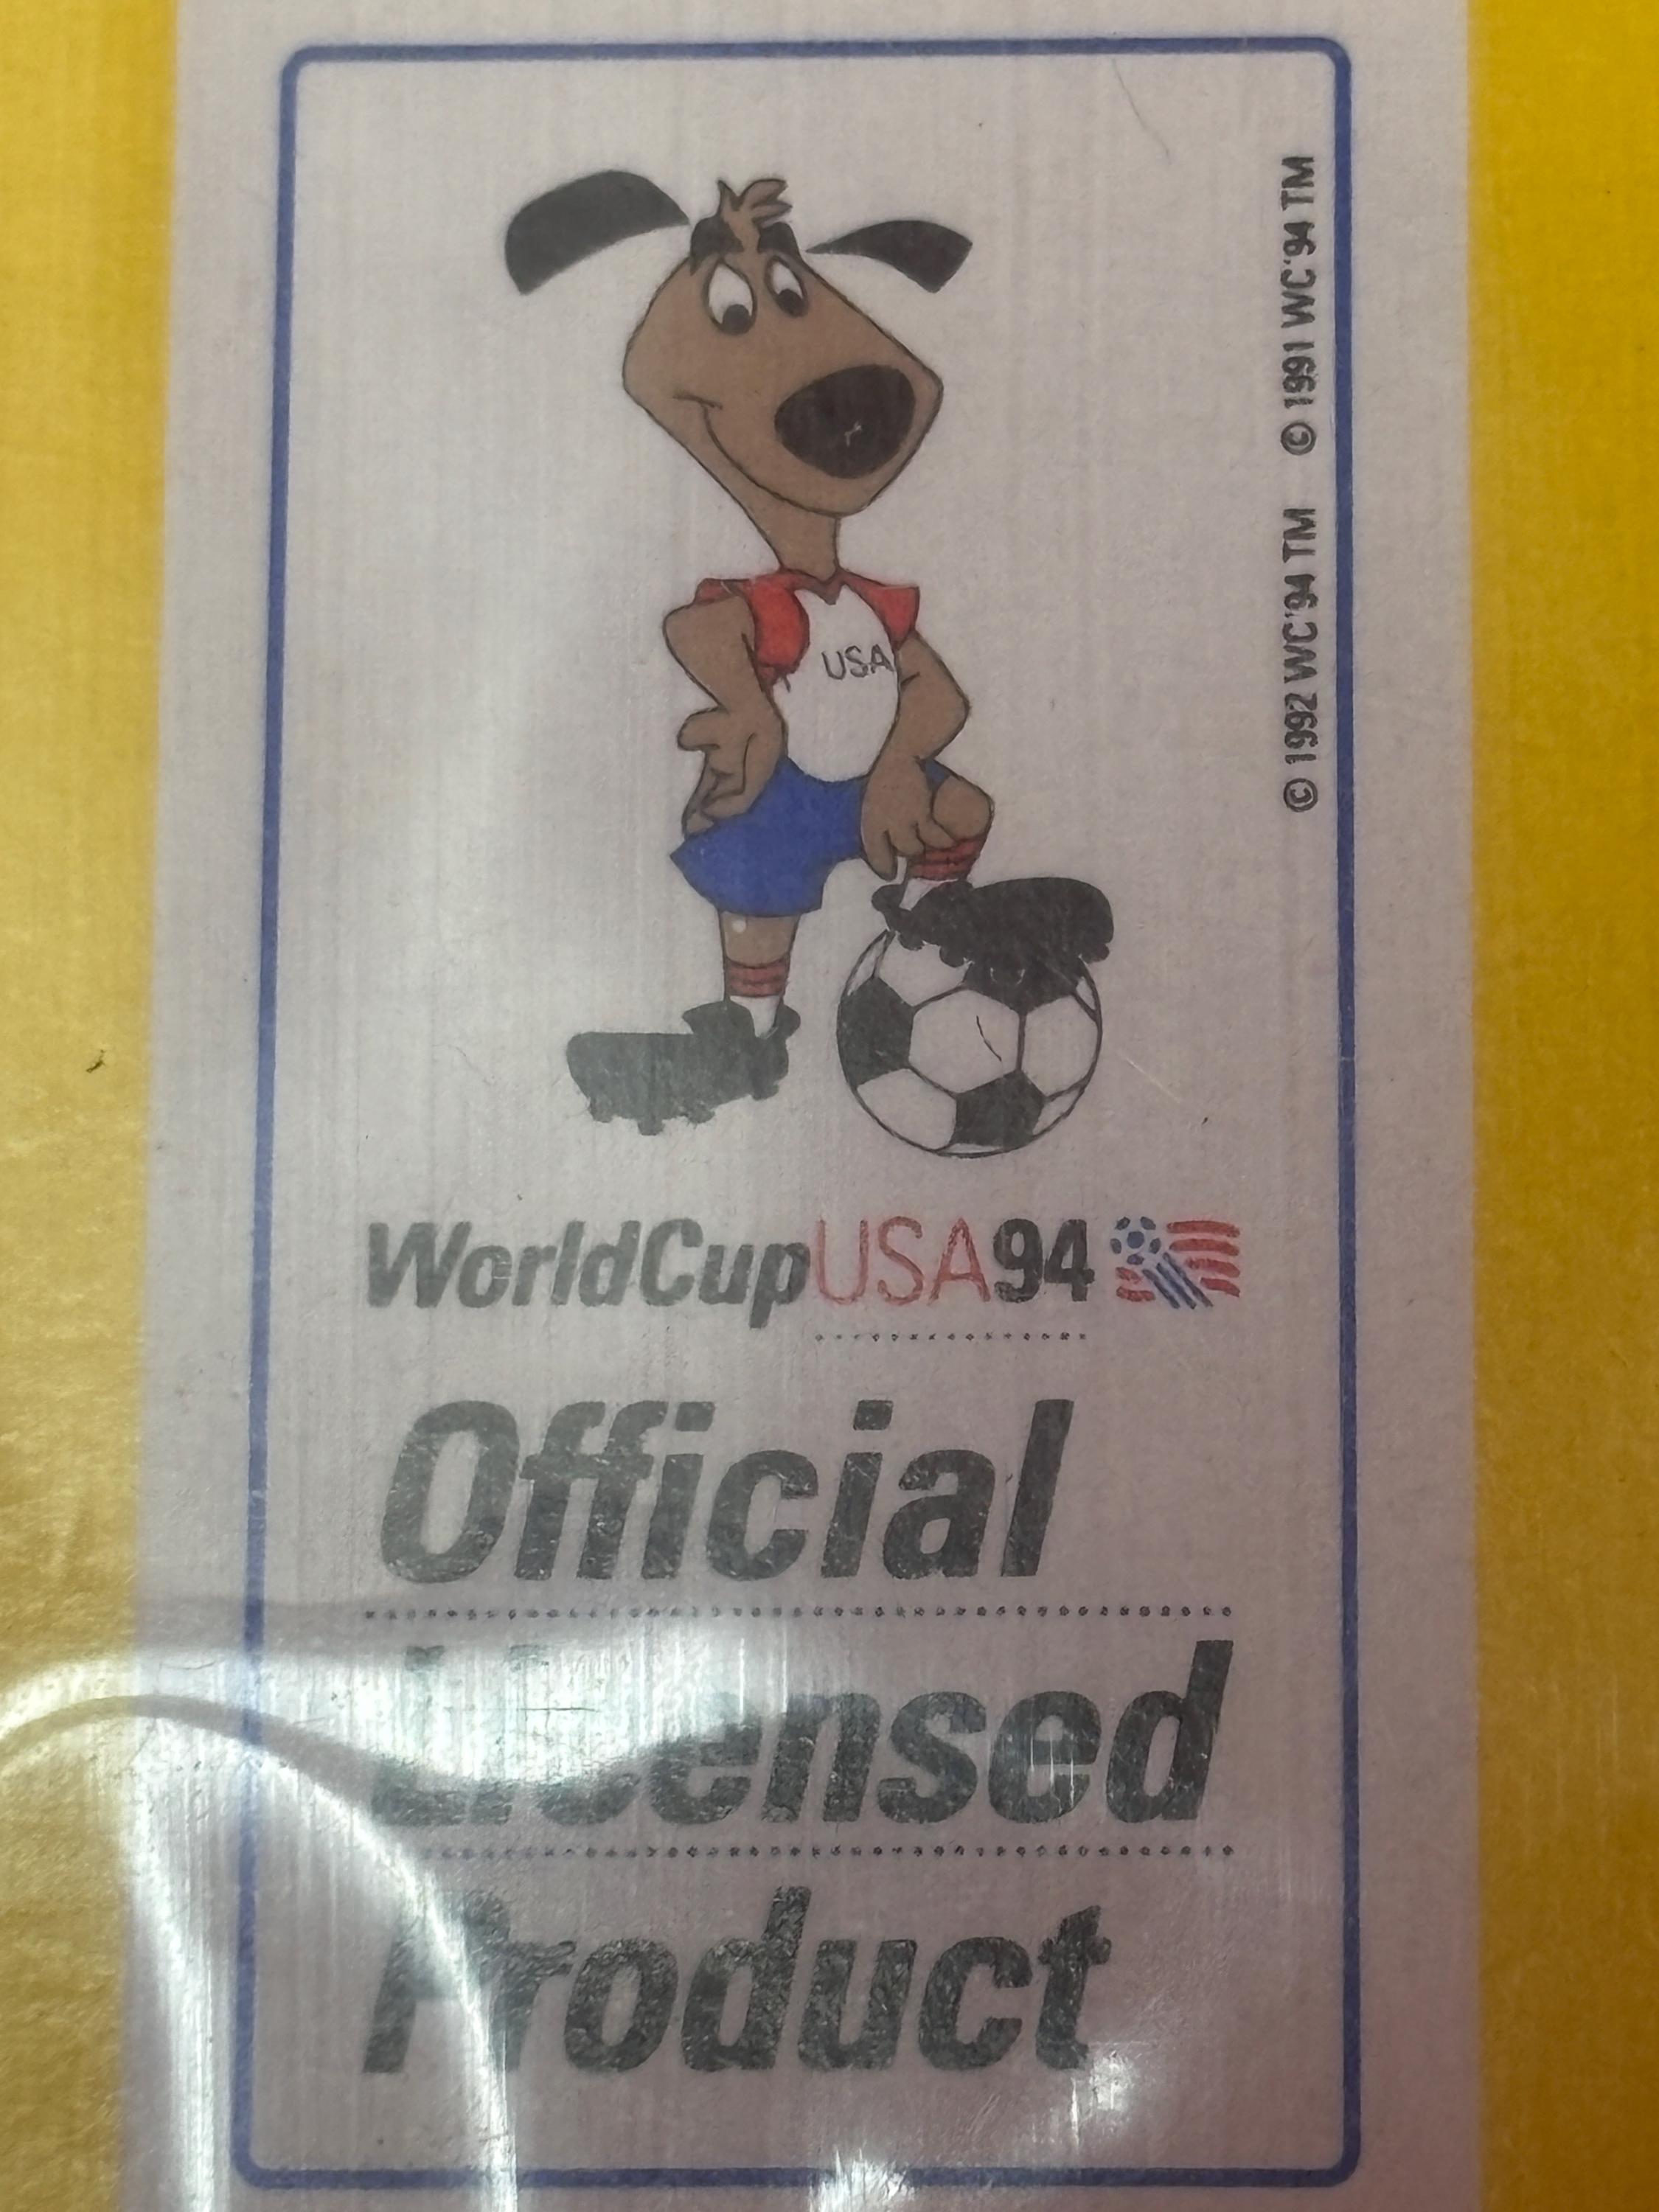 USA
© 1992 WC'94 TM © 1991 WC'94 TM
WorldCupUSA94
Official
Licensed
Product